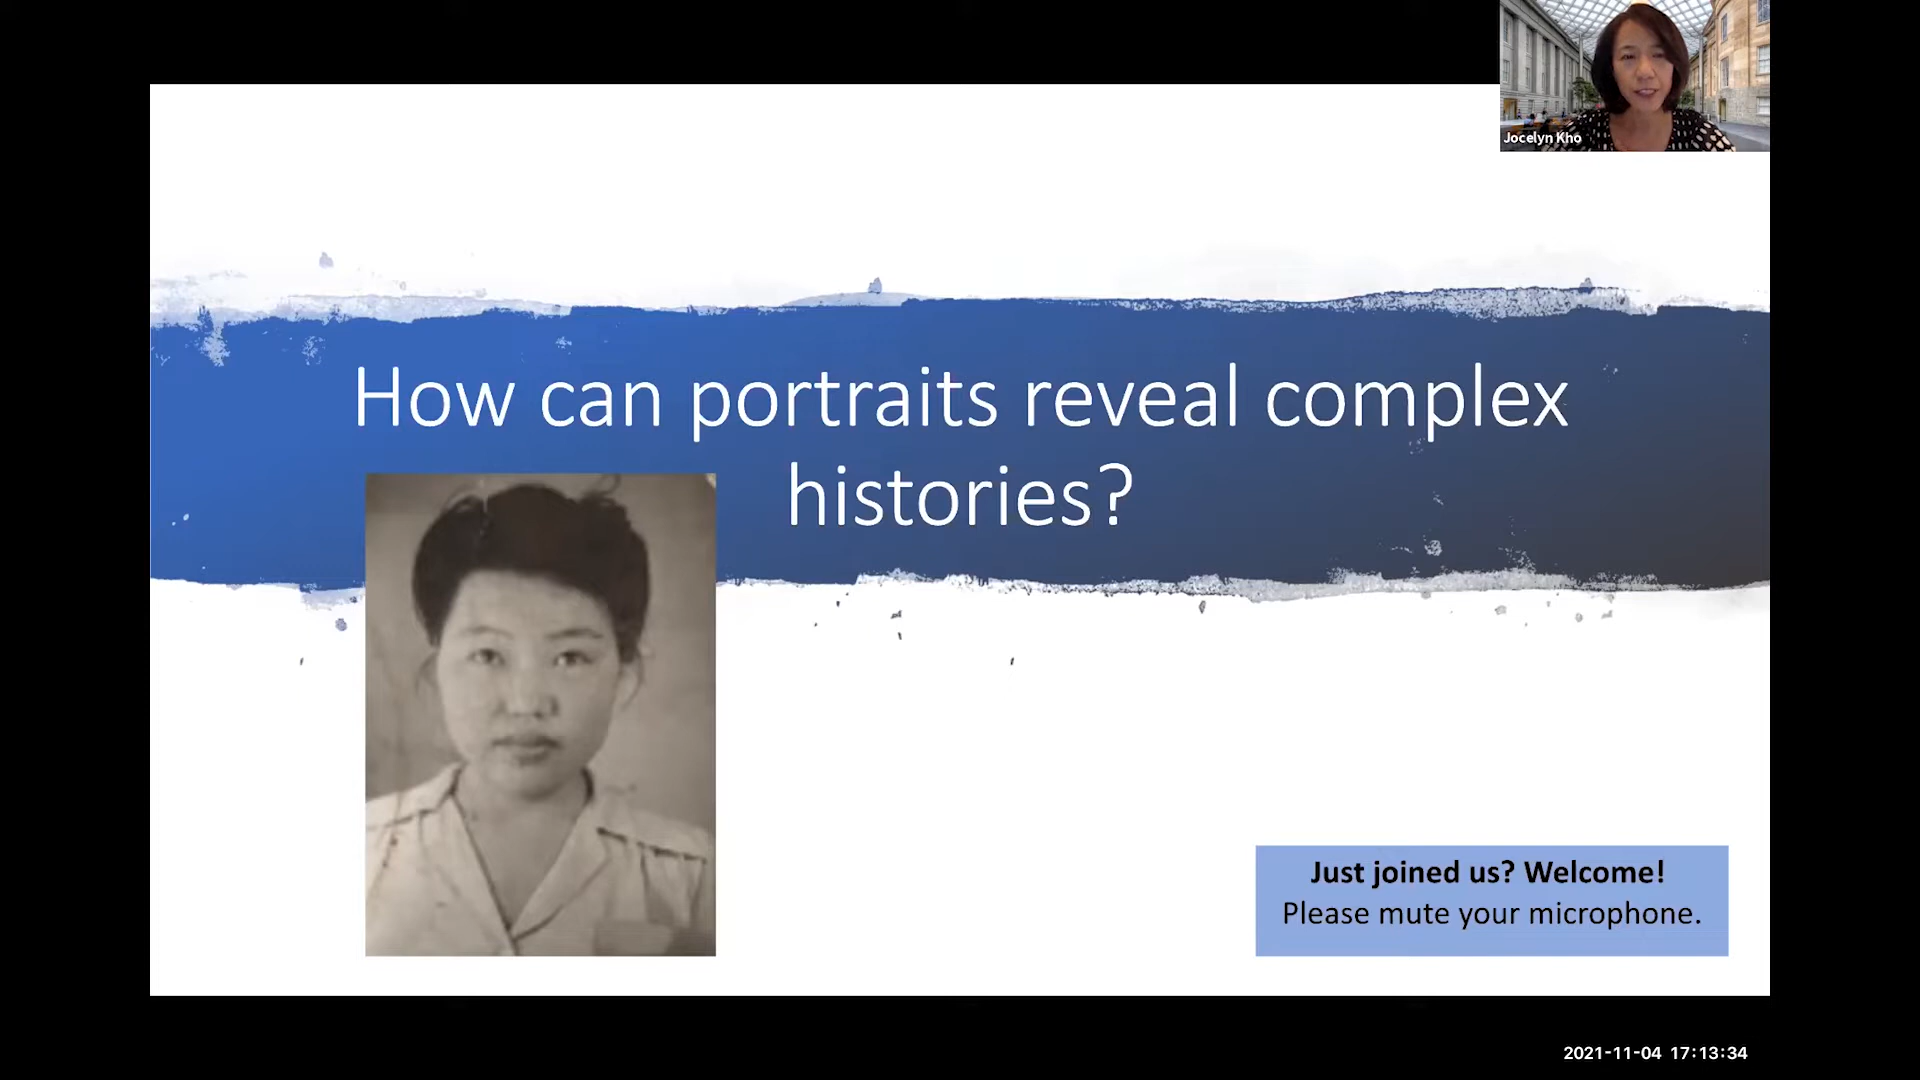 Jocelyn Kho
How can portraits reveal complex
histories?
Just joined us? Welcome!
Please mute your microphone.
2021-11-04 17:13:34